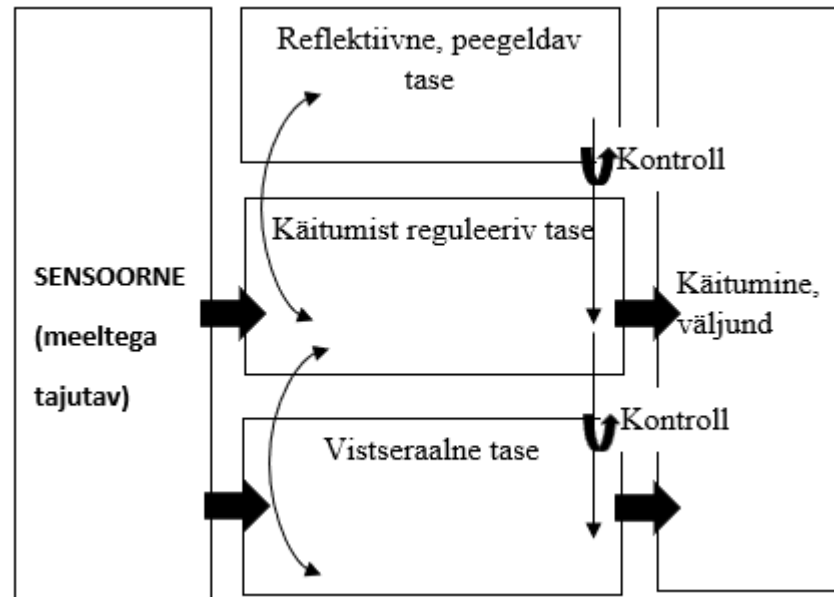 Reflektiivne, peegeldav
tase
Kontroll
Käitumist reguleeriv tase
SENSOORNE
(meeltega
tajutav)
Käitumine,
väljund
Kontroll
Vistseraalne tase